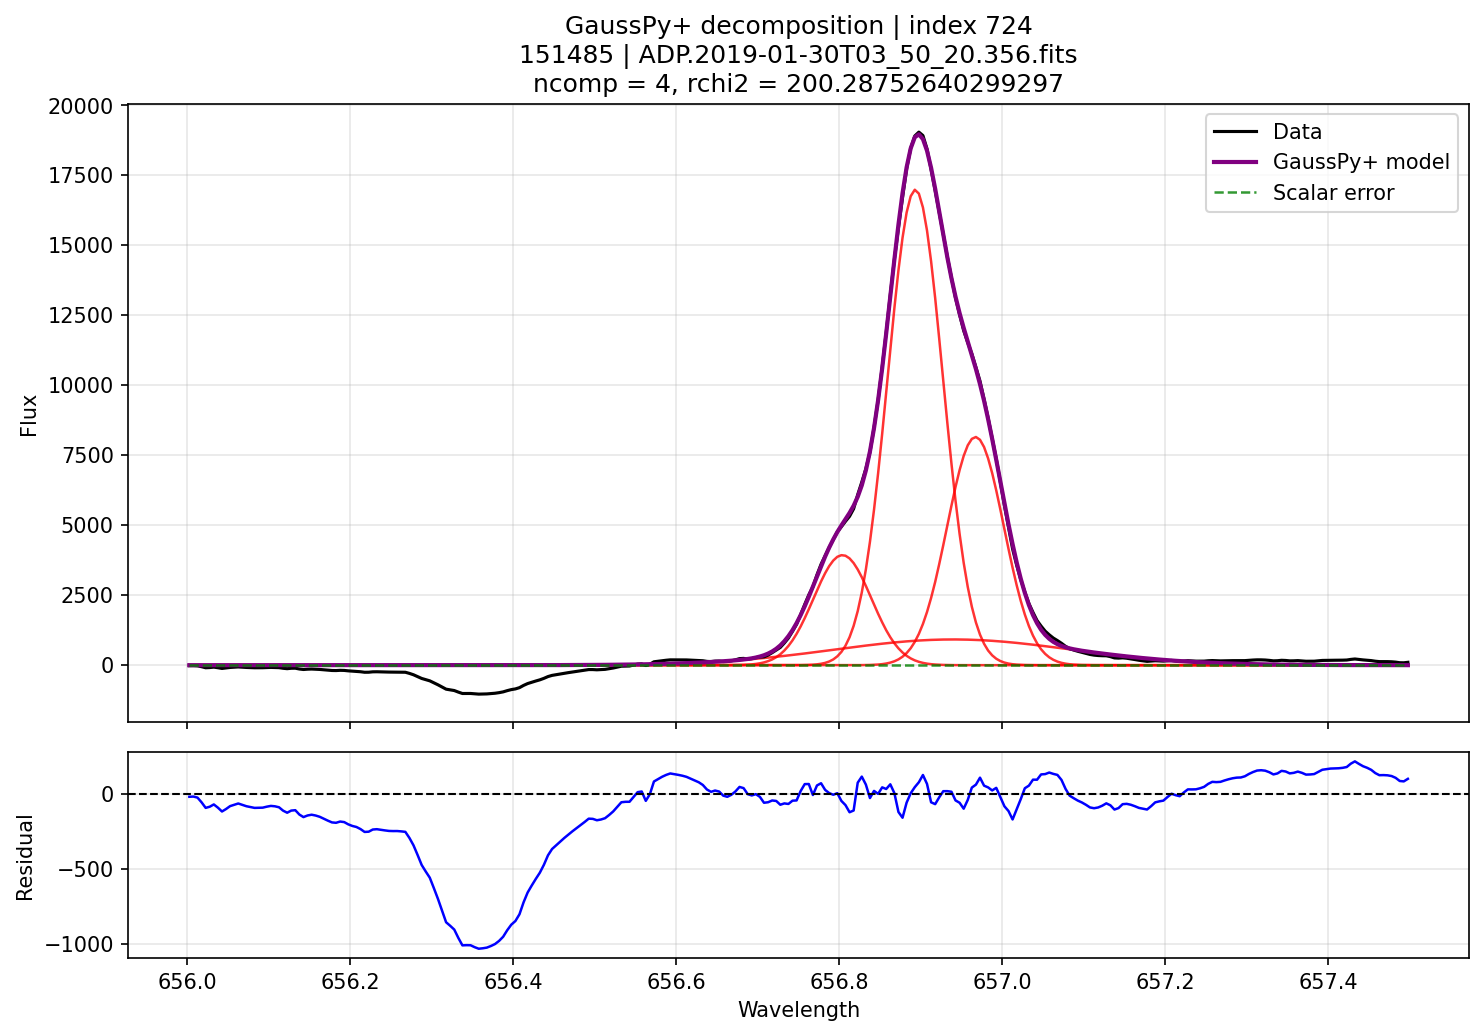 GaussPy+ decomposition | index 724
151485 | ADP.2019-01-30T03_50_20.356.fits
ncomp = 4, rchi2 = 200.28752640299297
20000
17500
15000
12500
10000
7500
5000
2500
0
Flux
Data
GaussPy+ model
Scalar error
0
−500
−1000
Residual
656.0
656.2
656.4
656.6
656.8
657.0
657.2
657.4
Wavelength